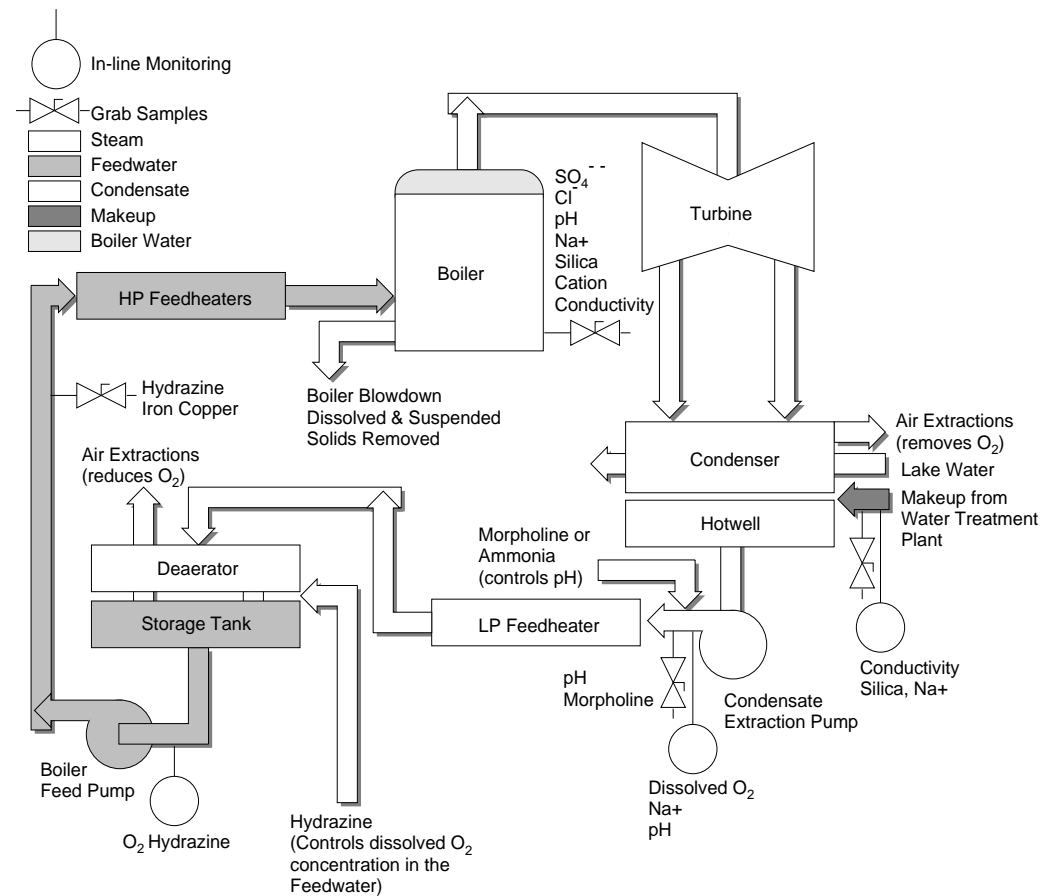 In-line Monitoring
Grab Samples
Steam
Feedwater
Condensate
Makeup
Boiler Water
SO4 - -
Cl-
pH
Na+
Silica
Cation
Conductivity
Turbine
Boiler
HP Feedheaters
Hydrazine
Iron Copper
Boiler Blowdown
Dissolved & Suspended
Solids Removed
Air Extractions
(removes O2)
Condenser
Lake Water
Makeup from
Water Treatment
Plant
Hotwell
Air Extractions
(reduces O2)
Morpholine or
Ammonia
(controls pH)
Deaerator
Storage Tank
LP Feedheater
pH
Morpholine
Condensate
Extraction Pump
Conductivity
Silica, Na+
Boiler
Feed Pump
O2 Hydrazine
Dissolved O2
Na+
pH
Hydrazine
(Controls dissolved O2
concentration in the
Feedwater)